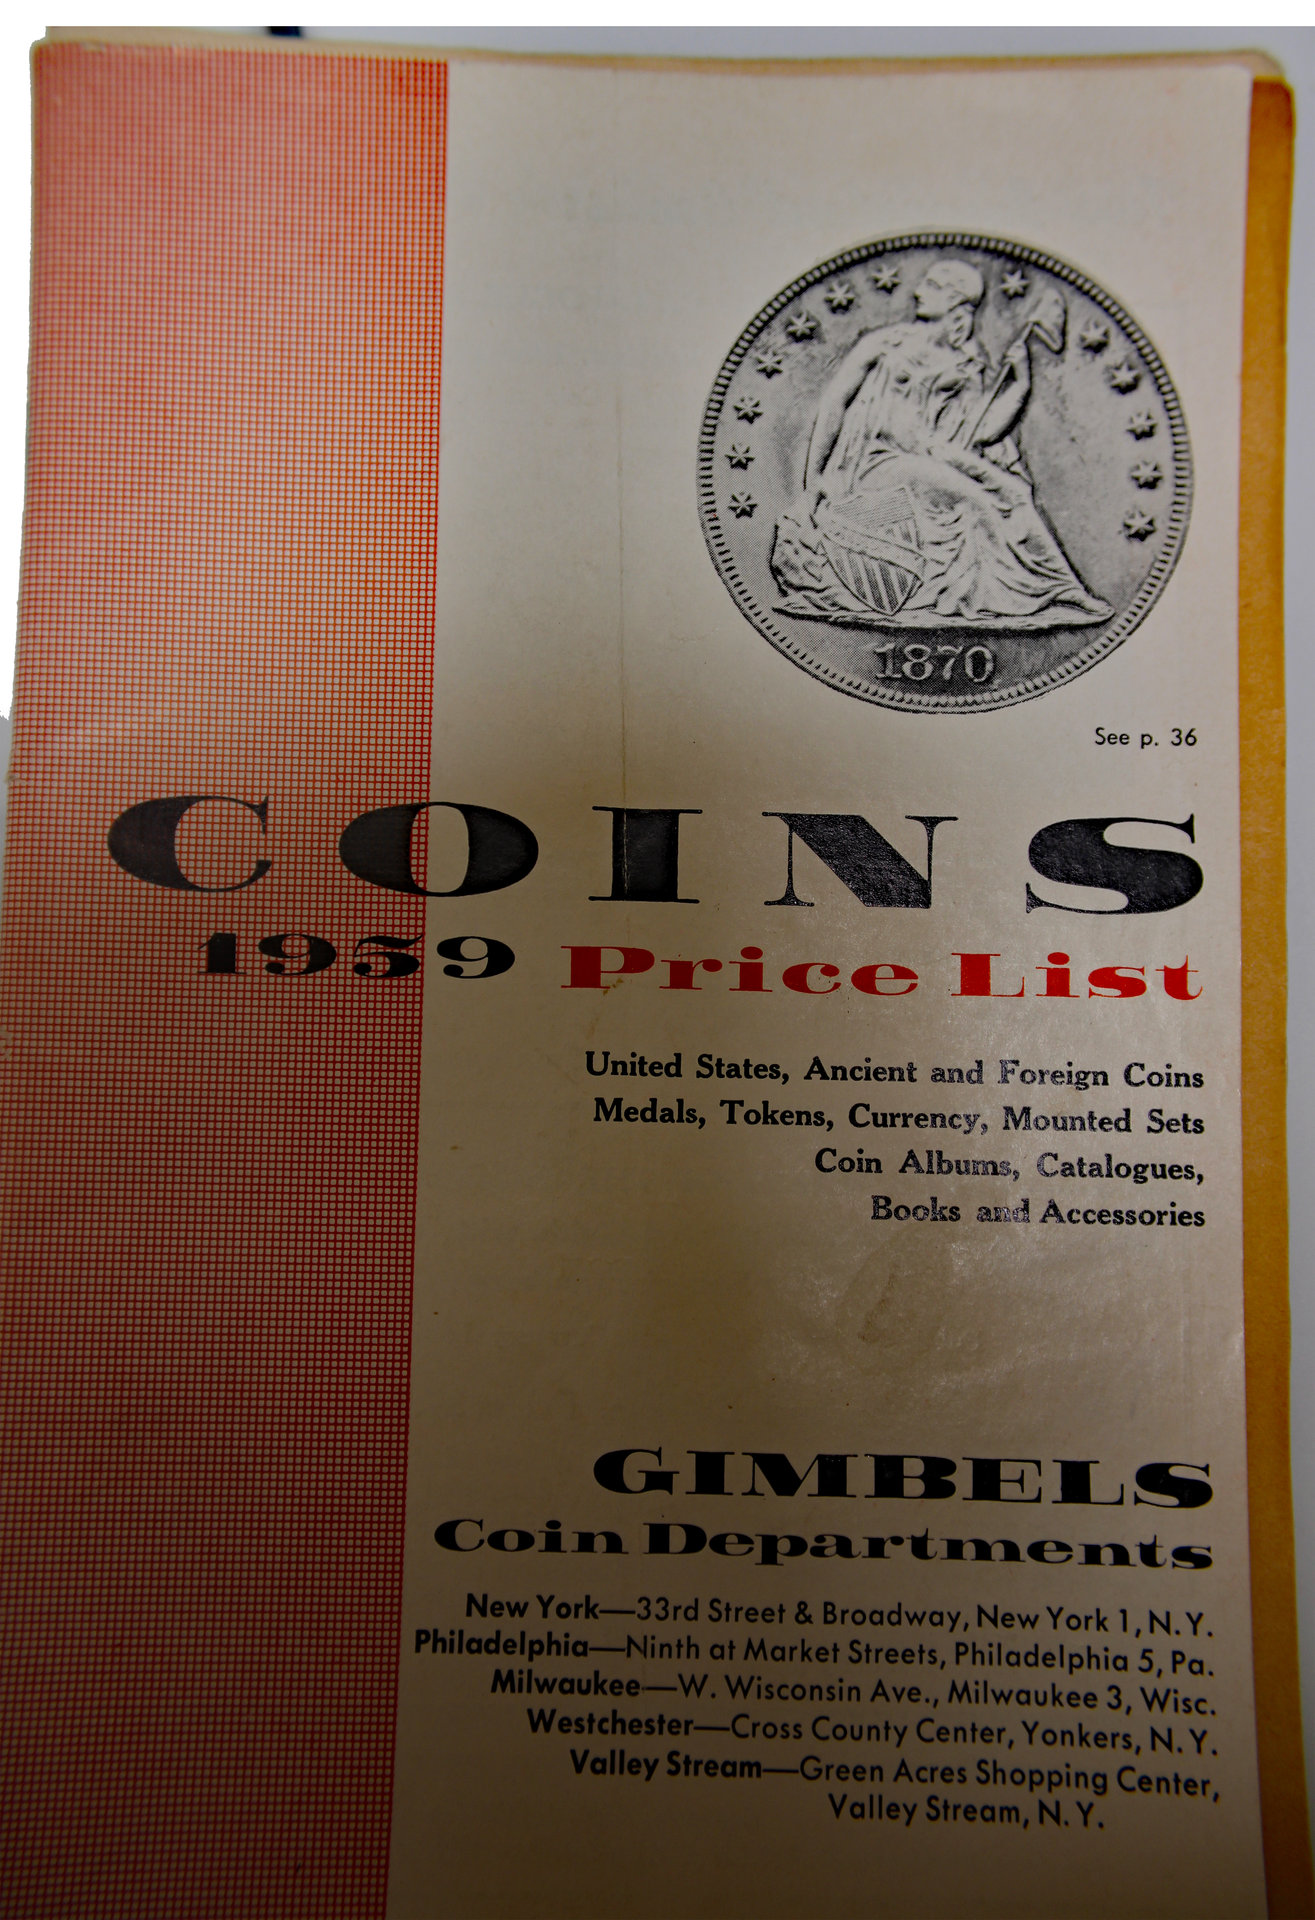 1870
See p. 36
COINS
1959 Price List
United States, Ancient and Foreign Coins
Medals, Tokens, Currency, Mounted Sets
Coin Albums, Catalogues,
Books and Accessories
GIMBELS
Coin Departments
New York—33rd Street & Broadway, New York 1, N.Y.
Philadelphia—Ninth at Market Streets, Philadelphia 5, Pa.
Milwaukee—W. Wisconsin Ave., Milwaukee 3, Wisc.
Westchester—Cross County Center, Yonkers, N.Y.
Valley Stream—Green Acres Shopping Center,
Valley Stream, N.Y.